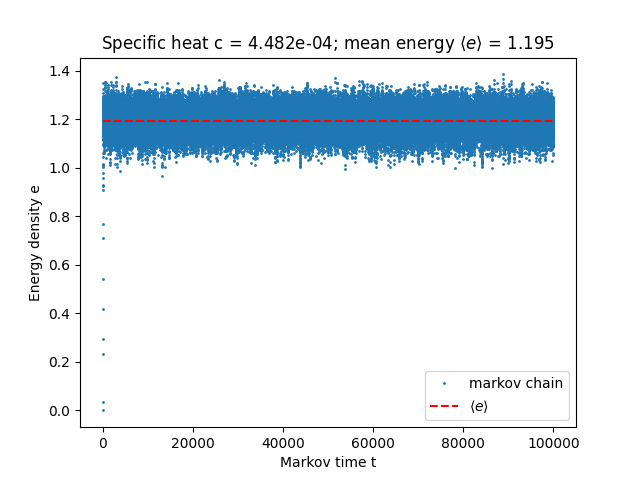 Specific heat c = 4.482e-04; mean energy ⟨e⟩ = 1.195
1.4
1.2
1.0
0.8
0.6
0.4
0.2
0.0
Energy density e
markov chain
⟨e⟩
0 20000 40000 60000 80000 100000
Markov time t